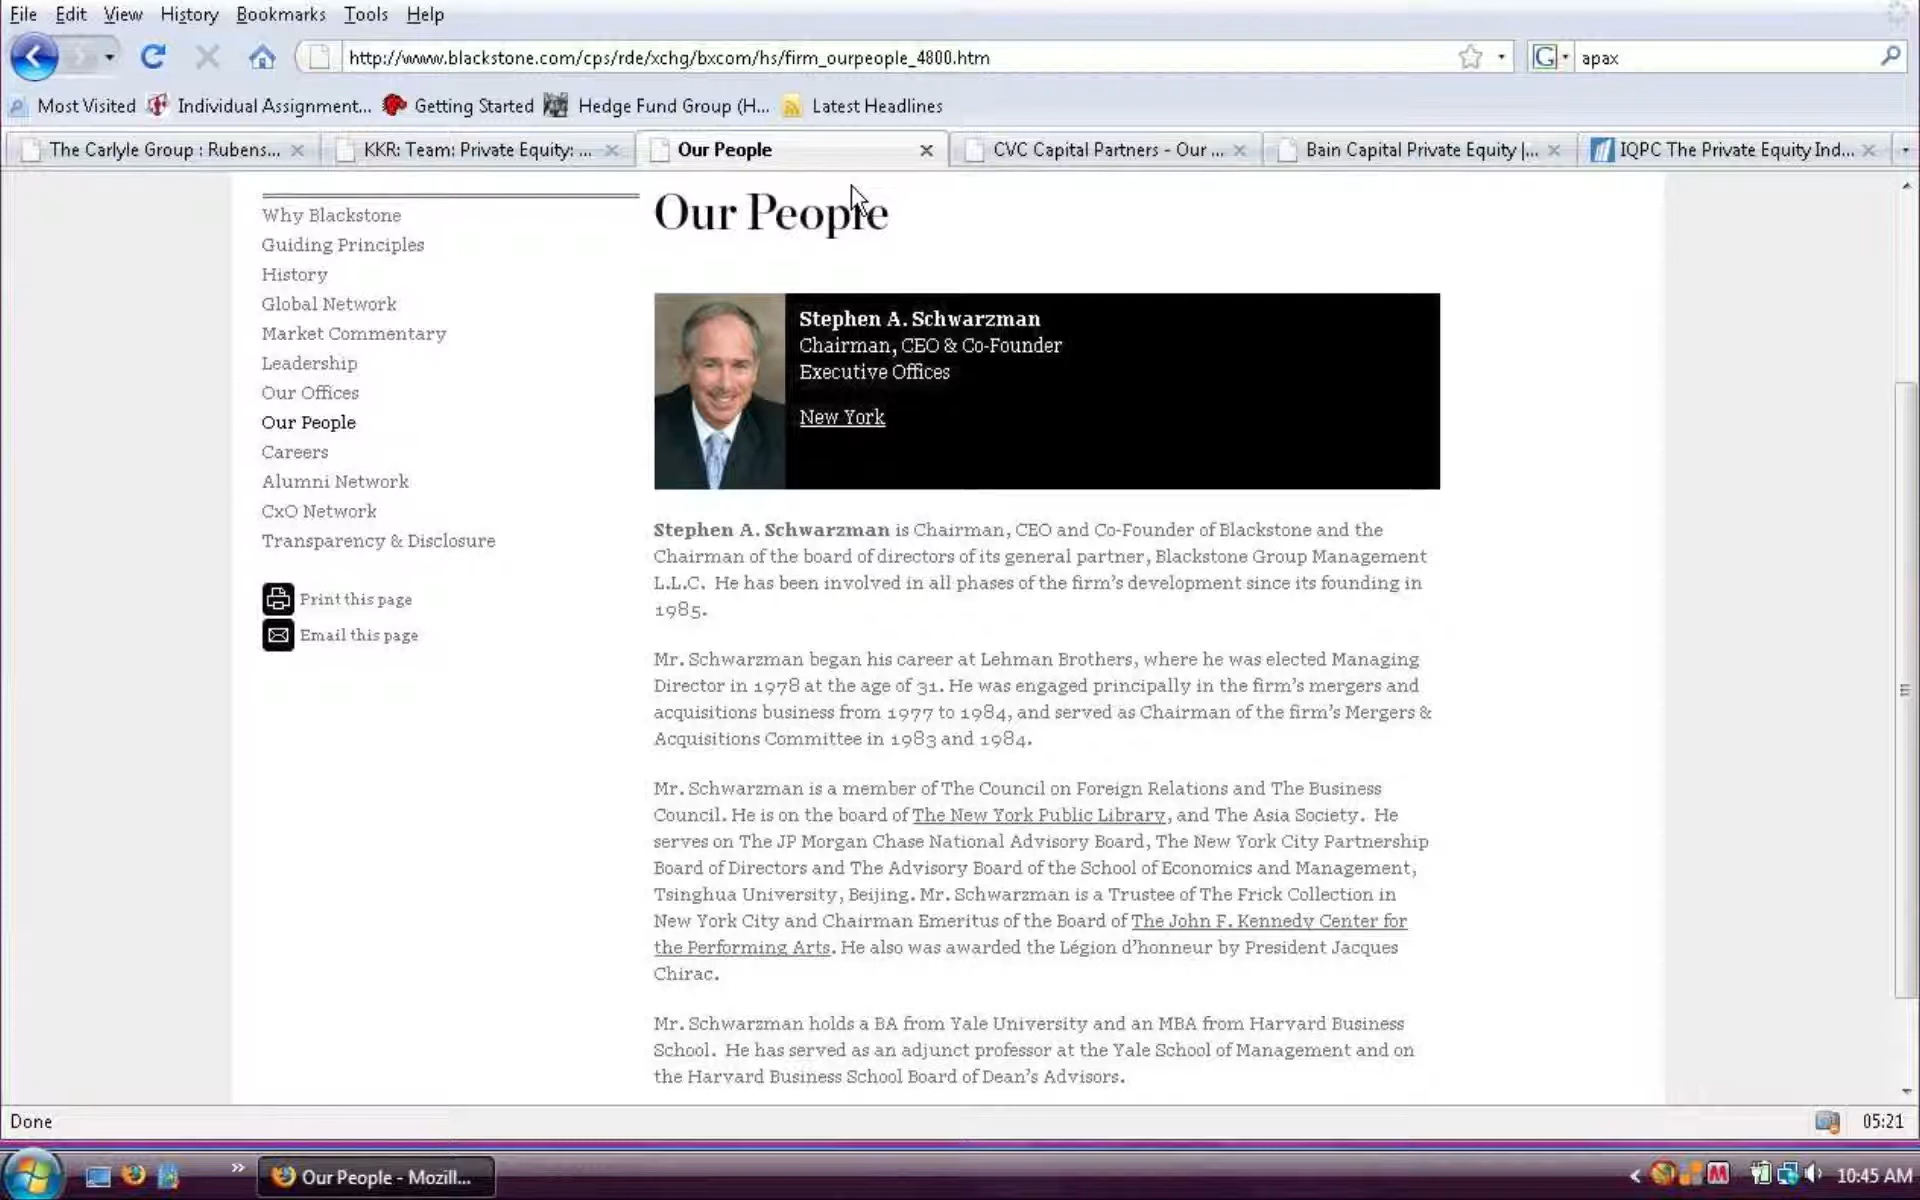 File Edit View History Bookmarks Tools Help
http://www.blackstone.com/cps/rde/xchg/bxcom/hs/firm_ourpeople_4800.htm
G
apax
Most Visited Individual Assignment... Getting Started Hedge Fund Group (H... Latest Headlines
The Carlyle Group : Rubens... KKR: Team: Private Equity: ... Our People CVC Capital Partners - Our ... Bain Capital Private Equity |... IQPC The Private Equity Ind...
Why Blackstone
Guiding Principles
History
Global Network
Market Commentary
Leadership
Our Offices
Our People
Careers
Alumni Network
CxO Network
Transparency & Disclosure
Print this page
Email this page
Our People
Stephen A. Schwarzman
Chairman, CEO & Co-Founder
Executive Offices
New York
Stephen A. Schwarzman is Chairman, CEO and Co-Founder of Blackstone and the
Chairman of the board of directors of its general partner, Blackstone Group Management
L.L.C. He has been involved in all phases of the firm's development since its founding in
1985.
Mr. Schwarzman began his career at Lehman Brothers, where he was elected Managing
Director in 1978 at the age of 31. He was engaged principally in the firm's mergers and
acquisitions business from 1977 to 1984, and served as Chairman of the firm's Mergers &
Acquisitions Committee in 1983 and 1984.
Mr. Schwarzman is a member of The Council on Foreign Relations and The Business
Council. He is on the board of The New York Public Library, and The Asia Society. He
serves on The JP Morgan Chase National Advisory Board, The New York City Partnership
Board of Directors and The Advisory Board of the School of Economics and Management,
Tsinghua University, Beijing. Mr. Schwarzman is a Trustee of The Frick Collection in
New York City and Chairman Emeritus of the Board of The John F. Kennedy Center for
the Performing Arts. He also was awarded the Légion d'honneur by President Jacques
Chirac.
Mr. Schwarzman holds a BA from Yale University and an MBA from Harvard Business
School. He has served as an adjunct professor at the Yale School of Management and on
the Harvard Business School Board of Dean's Advisors.
Done
05:21
Our People - Mozill...
10:45 AM